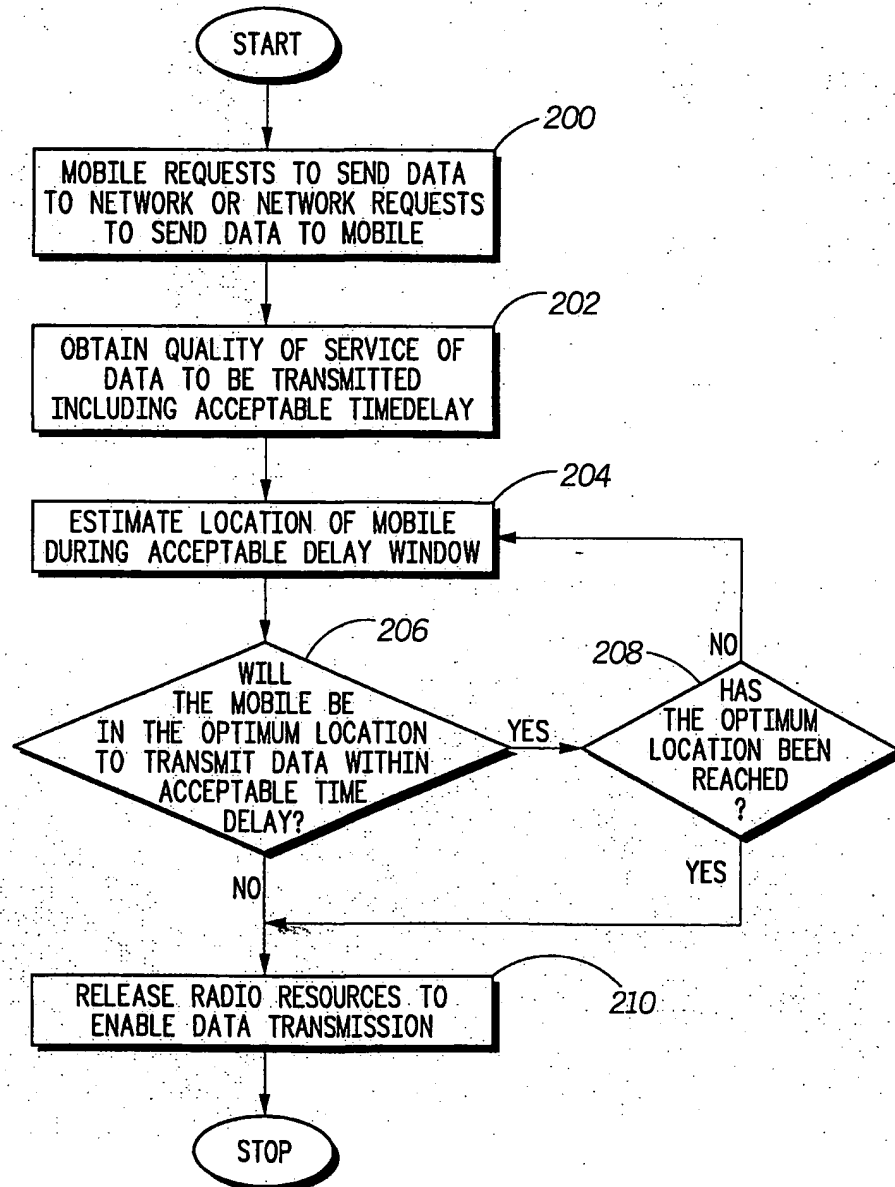 START
200
MOBILE REQUESTS TO SEND DATA
TO NETWORK OR NETWORK REQUESTS
TO SEND DATA TO MOBILE
202
OBTAIN QUALITY OF SERVICE OF
DATA TO BE TRANSMITTED
INCLUDING ACCEPTABLE TIMEDELAY
204
ESTIMATE LOCATION OF MOBILE
DURING ACCEPTABLE DELAY WINDOW
206
WILL
THE MOBILE BE
IN THE OPTIMUM LOCATION
TO TRANSMIT DATA WITHIN
ACCEPTABLE TIME
DELAY?
YES
NO
208
HAS
THE OPTIMUM
LOCATION BEEN
REACHED
?
NO
YES
RELEASE RADIO RESOURCES TO
ENABLE DATA TRANSMISSION
210
STOP